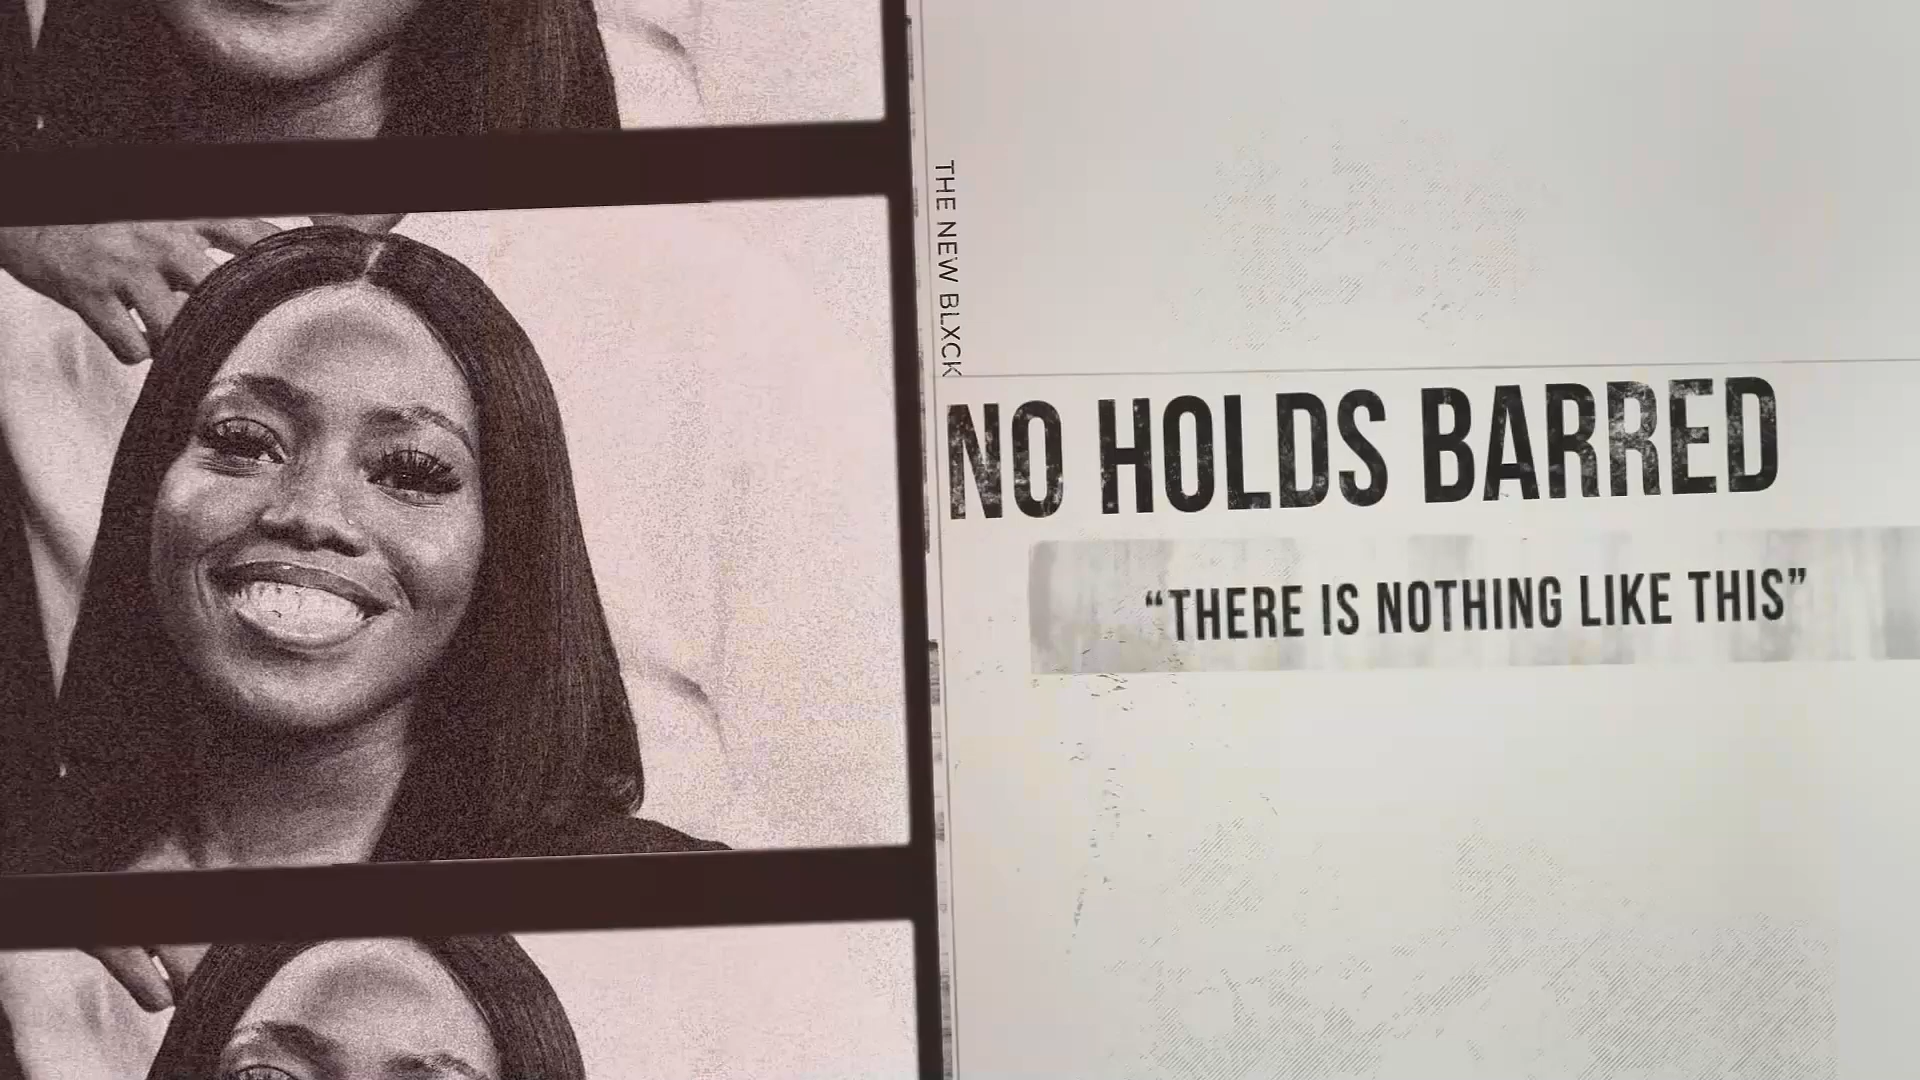 THE NEW BLXCK
NO HOLDS BARRED
“THERE IS NOTHING LIKE THIS”